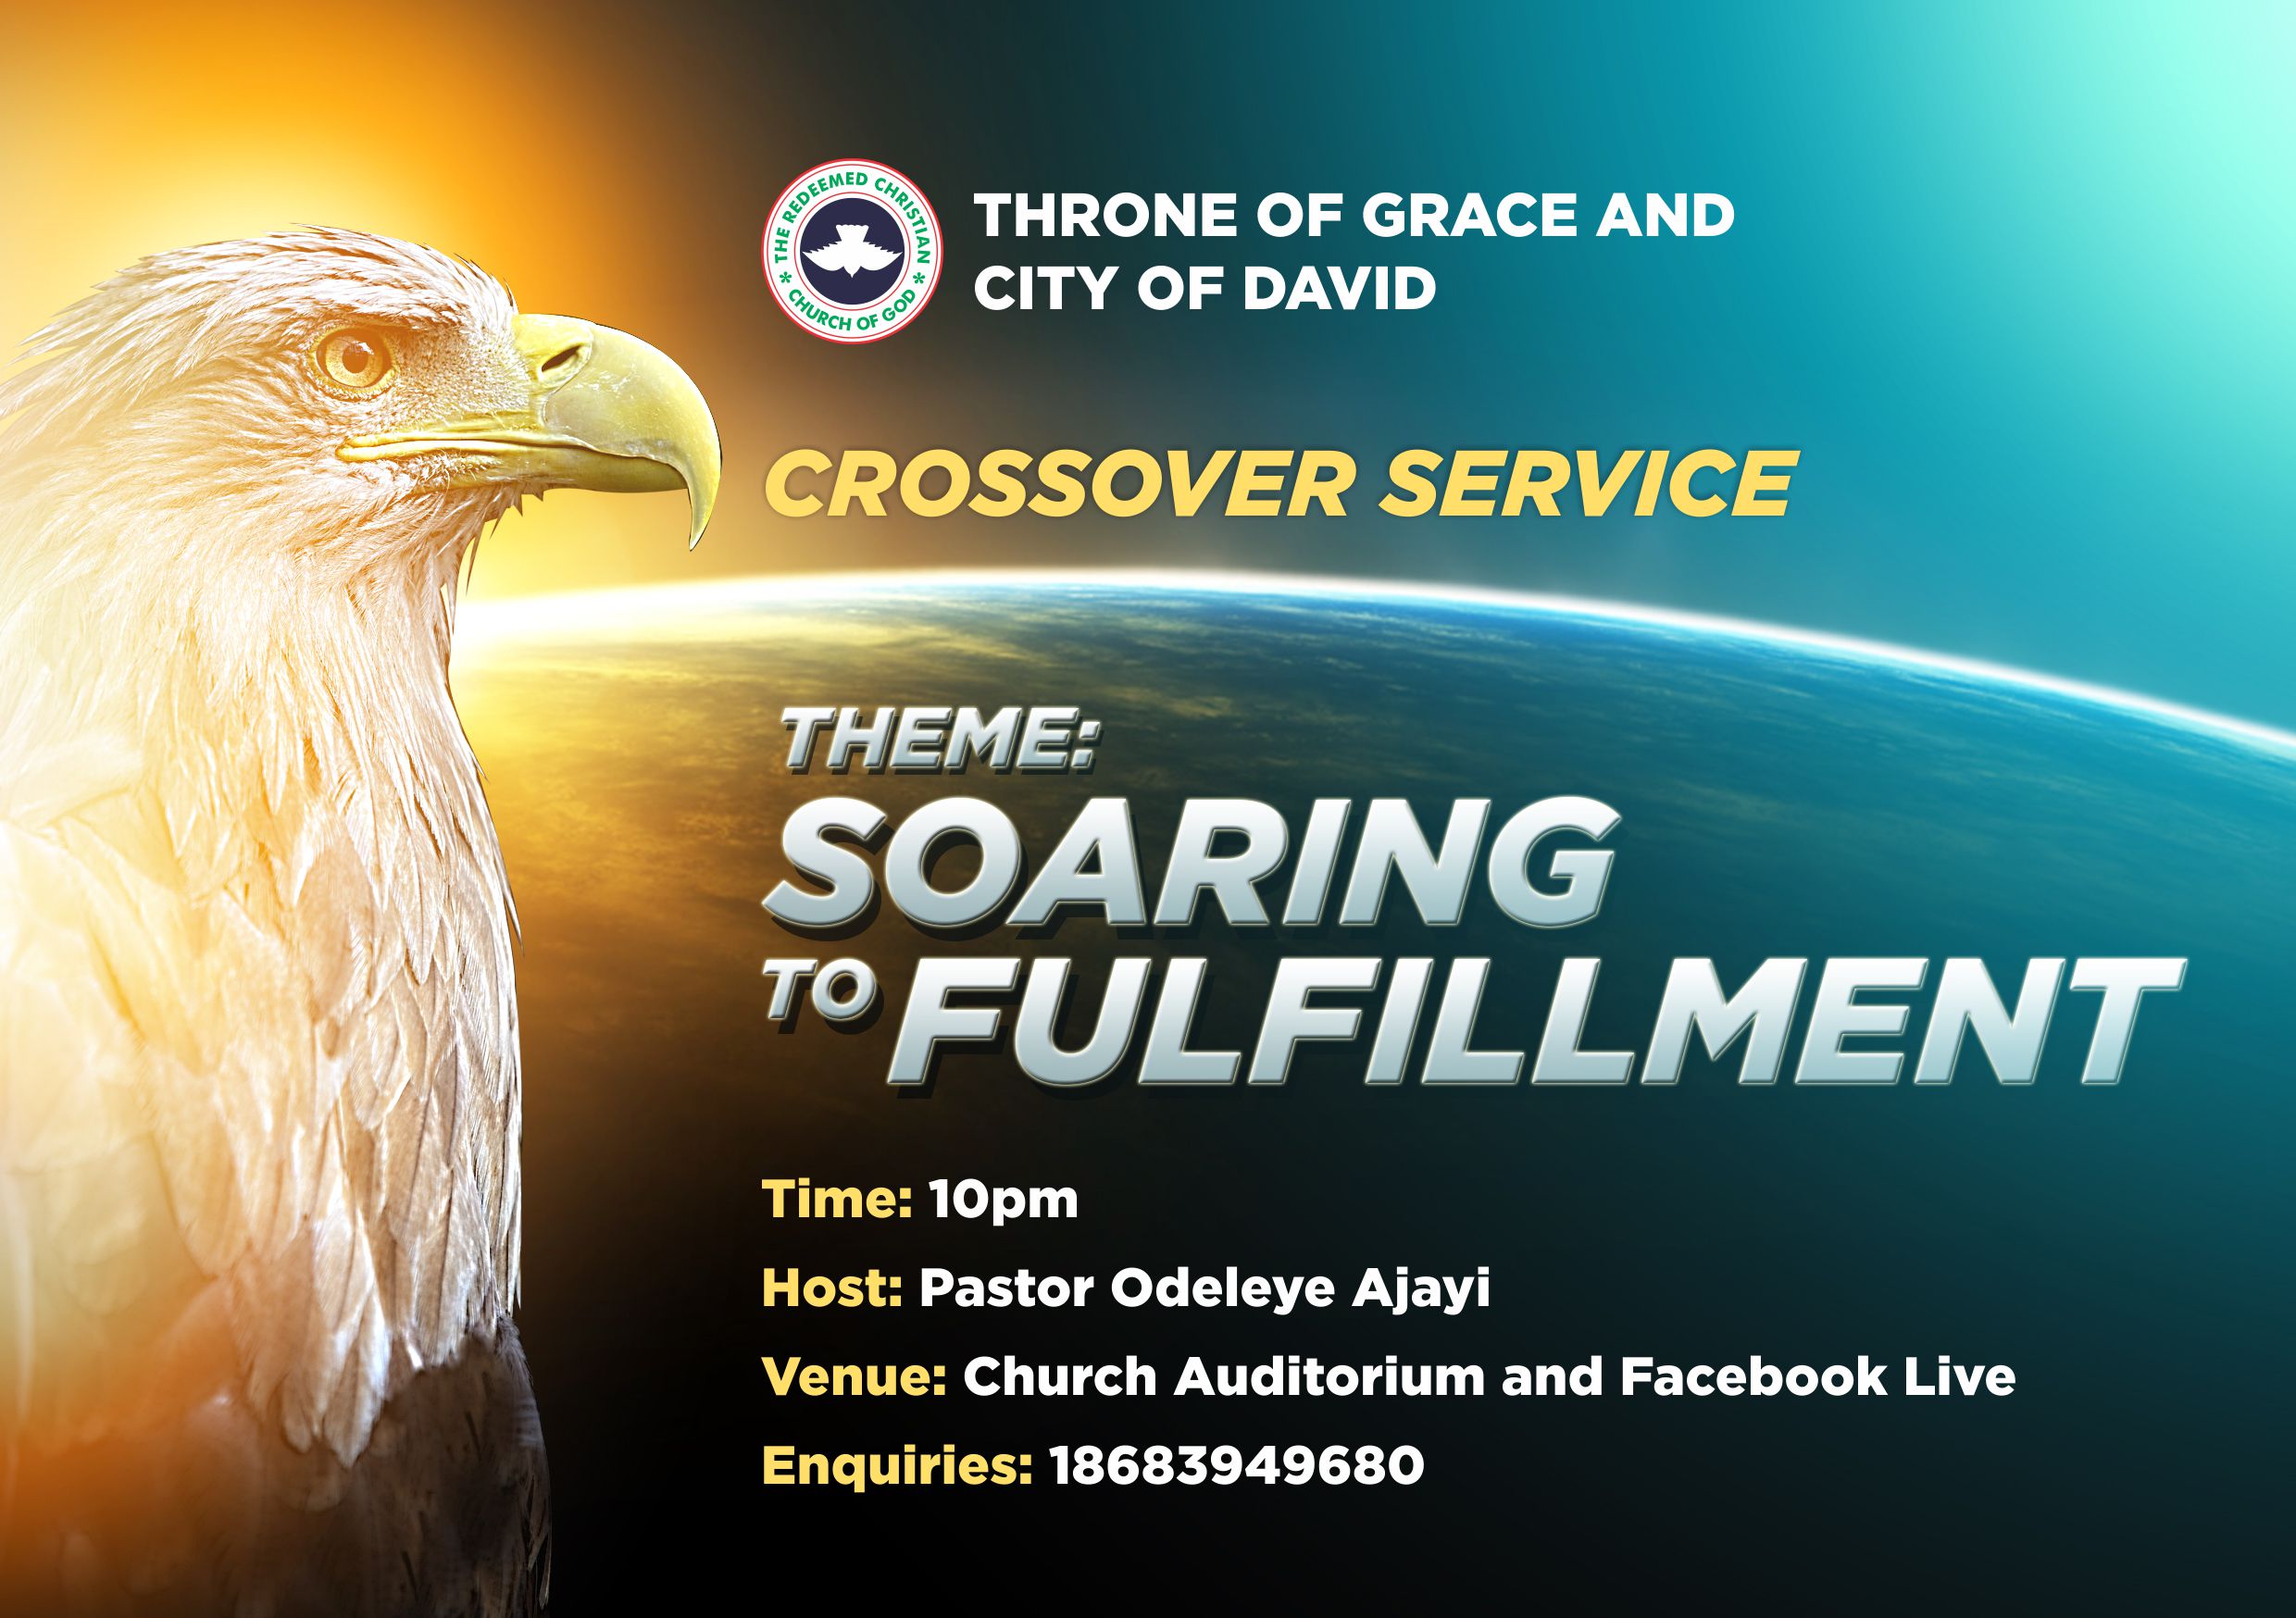 THE REDEEMED CHRISTIAN
CHURCH OF GOD
THRONE OF GRACE AND
CITY OF DAVID
CROSSOVER SERVICE
THEME:
SOARING
TO FULFILLMENT
Time: 10pm
Host: Pastor Odeleye Ajayi
Venue: Church Auditorium and Facebook Live
Enquiries: 18683949680